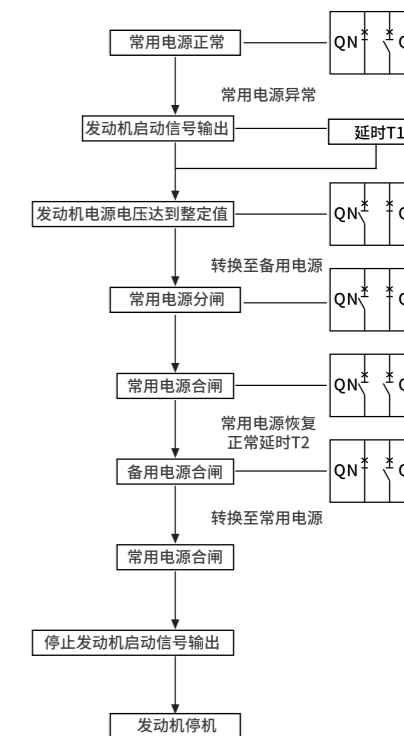 常用电源正常
QN
常用电源异常
发动机启动信号输出
延时T1
发动机电源电压达到整定值
QN
转换至备用电源
常用电源分闸
QN
常用电源合闸
QN
常用电源恢复
正常延时T2
备用电源合闸
QN
转换至常用电源
常用电源合闸
停止发动机启动信号输出
发动机停机